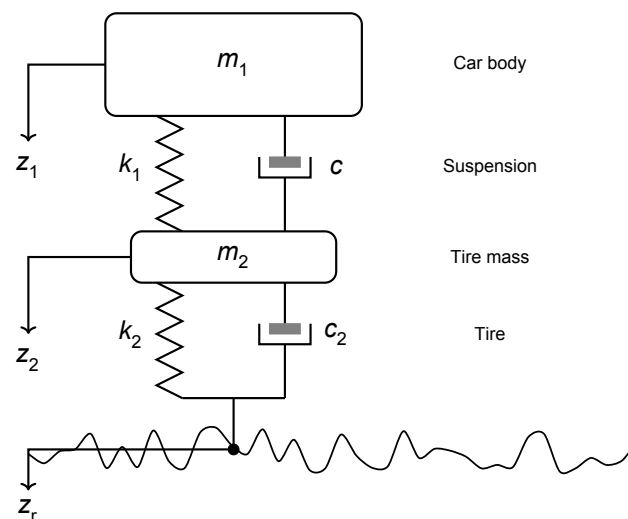 m1
Car body
z1
k1
c
Suspension
m2
Tire mass
z2
k2
c2
Tire
zr